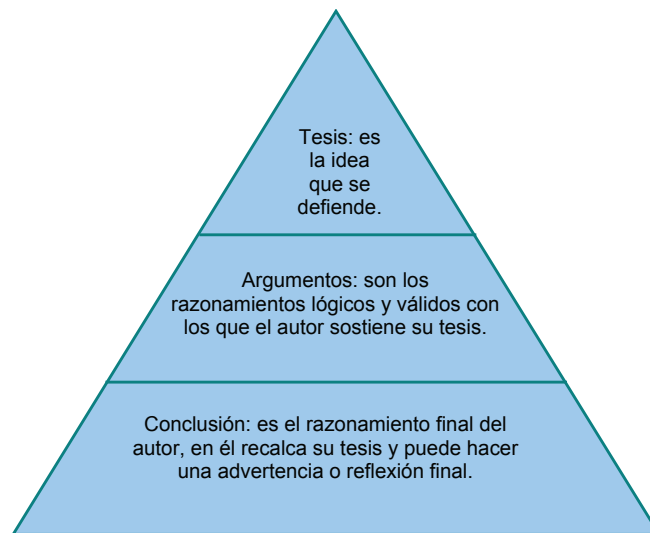 Tesis: es
la idea
que se
defiende.
Argumentos: son los
razonamientos lógicos y válidos con
los que el autor sostiene su tesis.
Conclusión: es el razonamiento final del
autor, en él recalca su tesis y puede hacer
una advertencia o reflexión final.